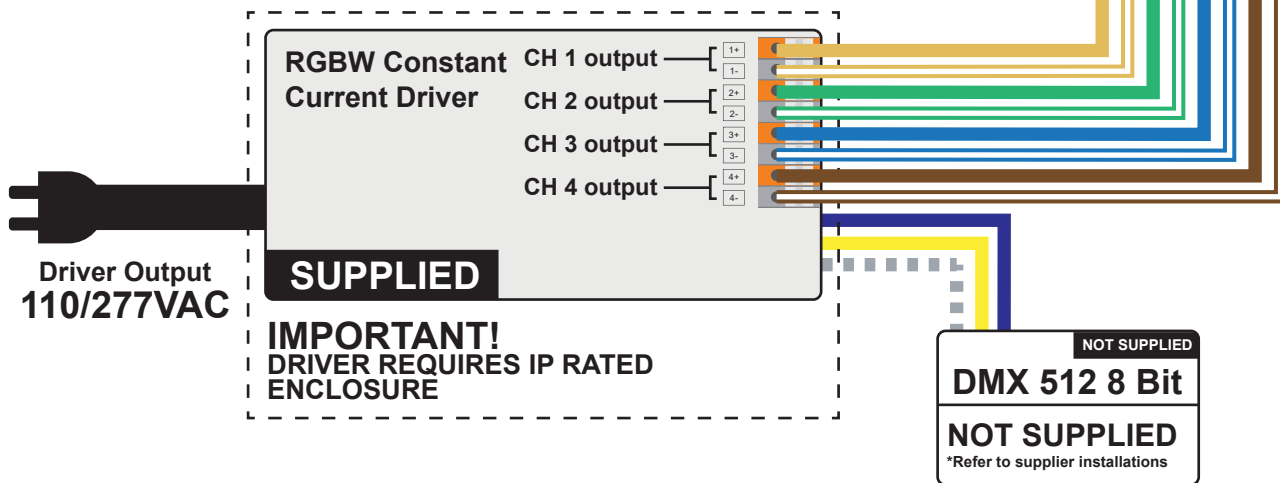 RGBW Constant
Current Driver
CH 1 output
1+
1-
CH 2 output
2+
2-
CH 3 output
3+
3-
CH 4 output
4+
4-
SUPPLIED
Driver Output
110/277VAC
IMPORTANT!
DRIVER REQUIRES IP RATED
ENCLOSURE
NOT SUPPLIED
DMX 512 8 Bit
NOT SUPPLIED
*Refer to supplier installations